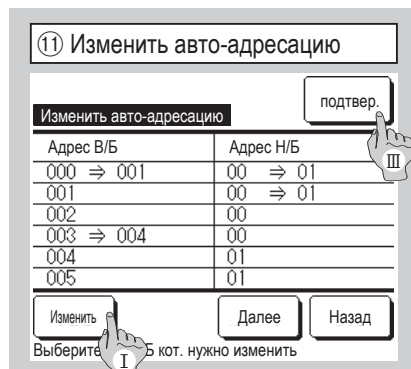 ⑪ Изменить авто-адресацию
подтвер.
Изменить авто-адресацию
III
Адрес В/Б Адрес Н/Б
000 ⇒ 001 00 ⇒ 01
001 00 ⇒ 01
002 00
003 ⇒ 004 00
004 01
005 01
Изменить Далее Назад
Выберите Б кот. нужно изменить
I